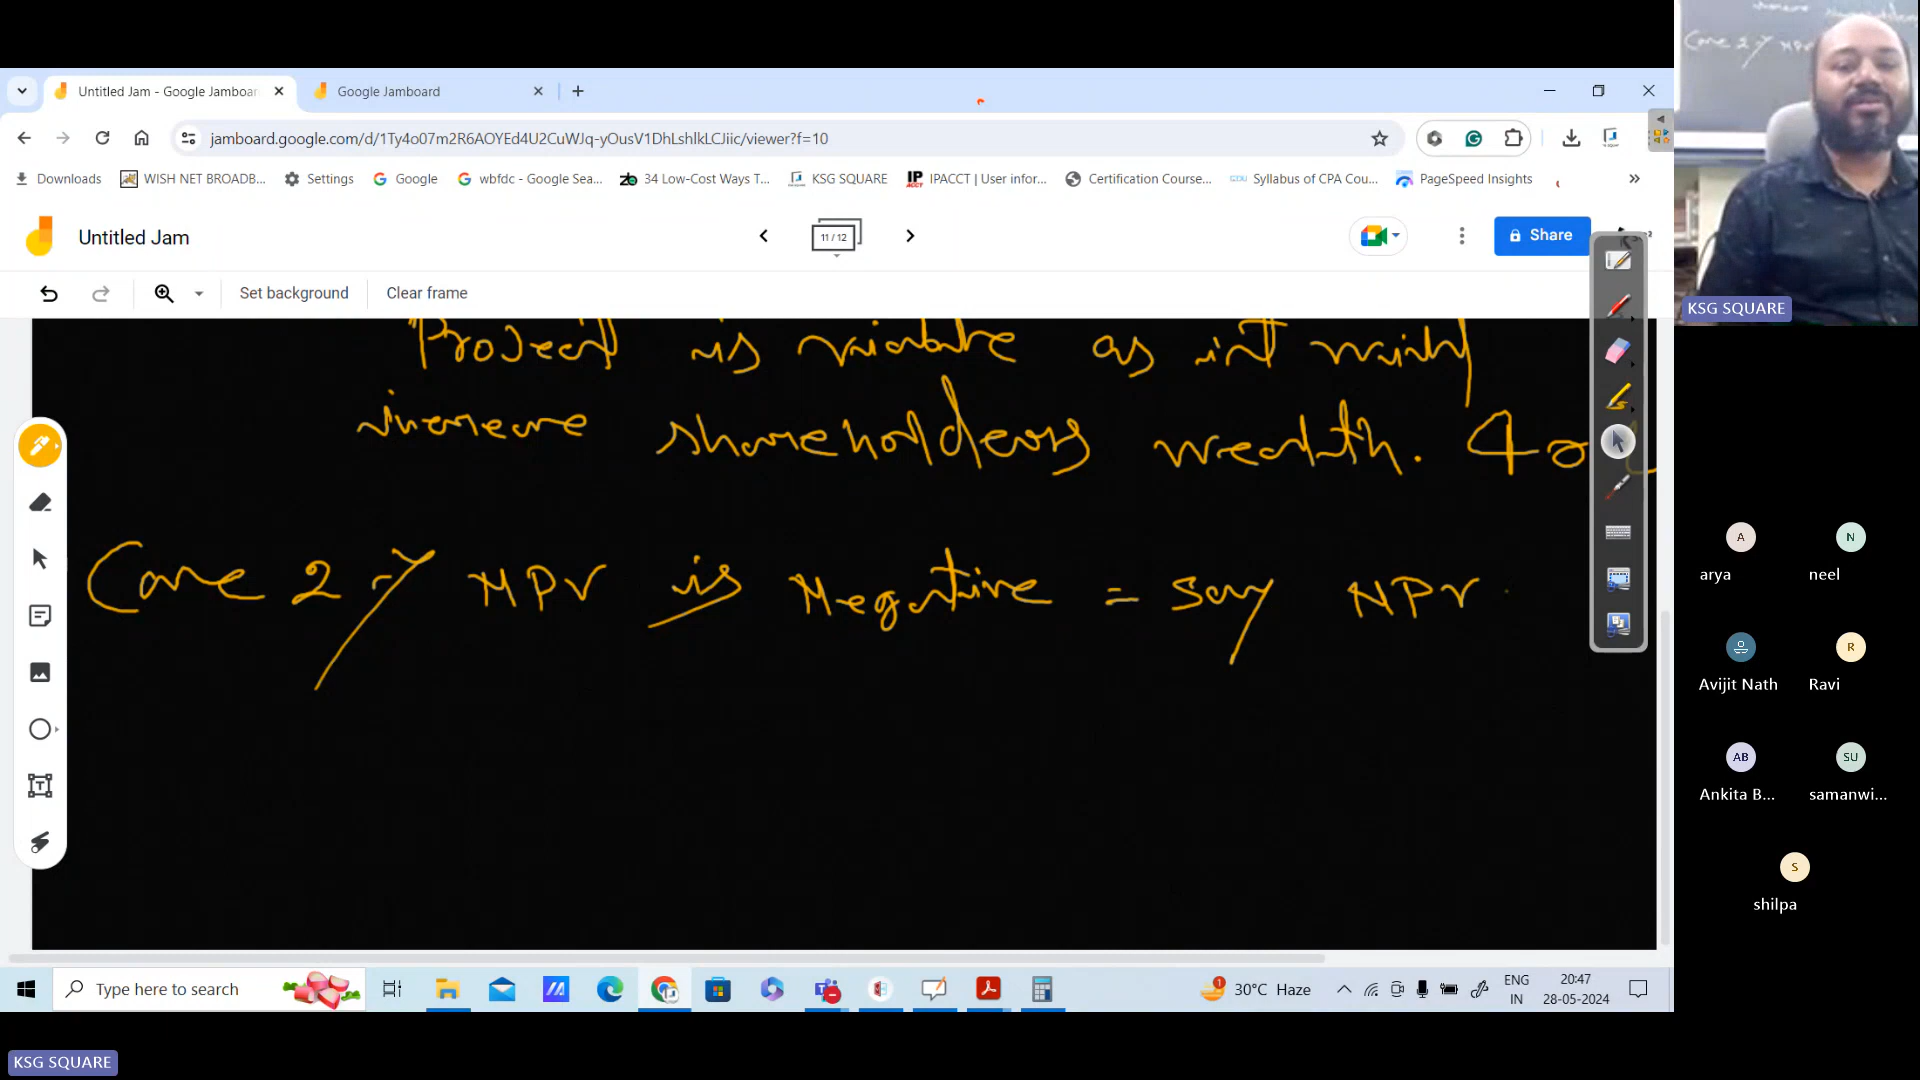 Untitled Jam - Google Jamboar
Google Jamboard
jamboard.google.com/d/1Ty4o07m2R6AOYEd4U2CuWJq-yOusV1DhLshlkLCJiic/viewer?f=10
Downloads
WISH NET BROADB...
Settings
Google
wbfdc - Google Sea...
34 Low-Cost Ways T...
KSG SQUARE
IPACCT | User infor...
Certification Course...
Syllabus of CPA Cou...
PageSpeed Insights
Untitled Jam
11 / 12
Share
Set background
Clear frame
Project is viable as it will
increase shareholders wealth. 40
Case 2 → NPV is Negative = Say NPV
KSG SQUARE
A
arya
N
neel
Avijit Nath
R
Ravi
AB
Ankita B...
SU
samanwi...
S
shilpa
Type here to search
30°C Haze
ENG
IN
20:47
28-05-2024
KSG SQUARE